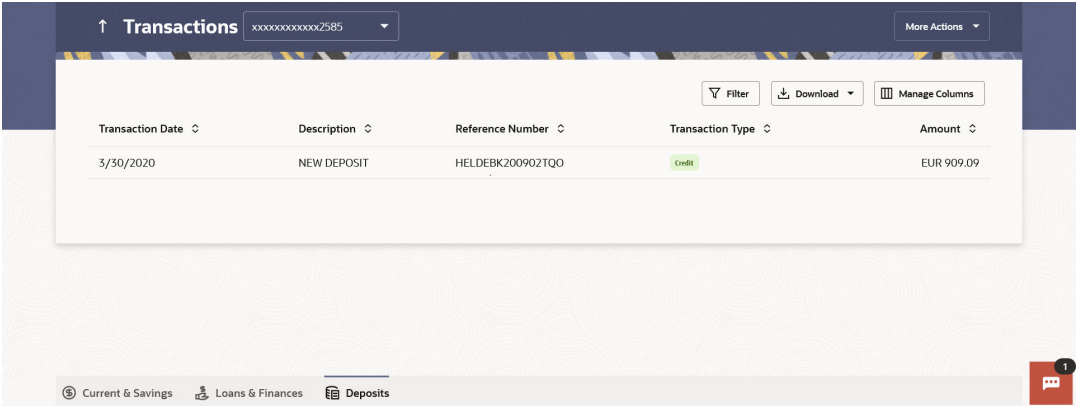 Transactions xxxxxxxxxxxx2585 More Actions
Filter Download Manage Columns
Transaction Date Description Reference Number Transaction Type Amount
3/30/2020 NEW DEPOSIT HELDEBK200902TQO Credit EUR 909.09
1
Current & Savings Loans & Finances Deposits